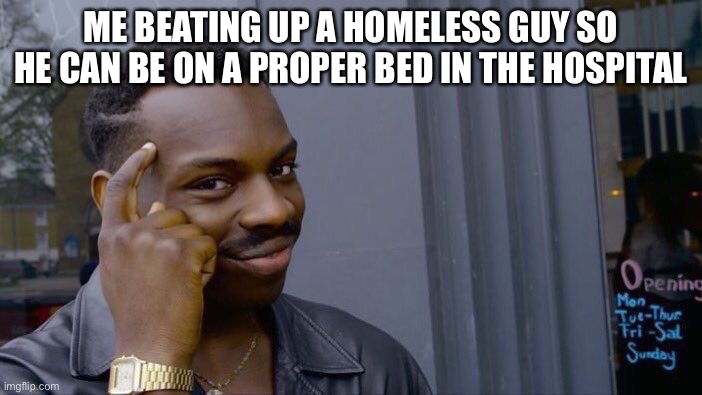 ME BEATING UP A HOMELESS GUY SO
HE CAN BE ON A PROPER BED IN THE HOSPITAL
Opening
Mon
Tue-Thur
Fri -Sat
Sunday
imgflip.com